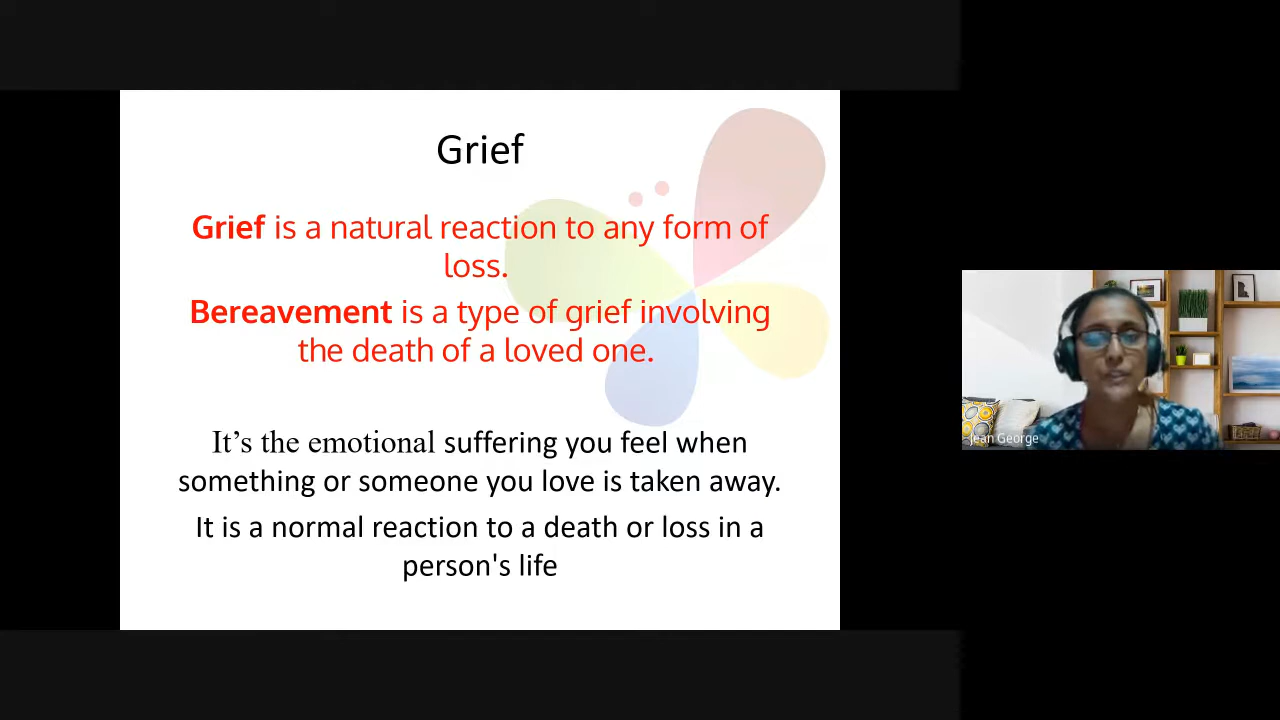 Grief
Grief is a natural reaction to any form of
loss.
Bereavement is a type of grief involving
the death of a loved one.
It’s the emotional suffering you feel when
something or someone you love is taken away.
It is a normal reaction to a death or loss in a
person's life
Jean George